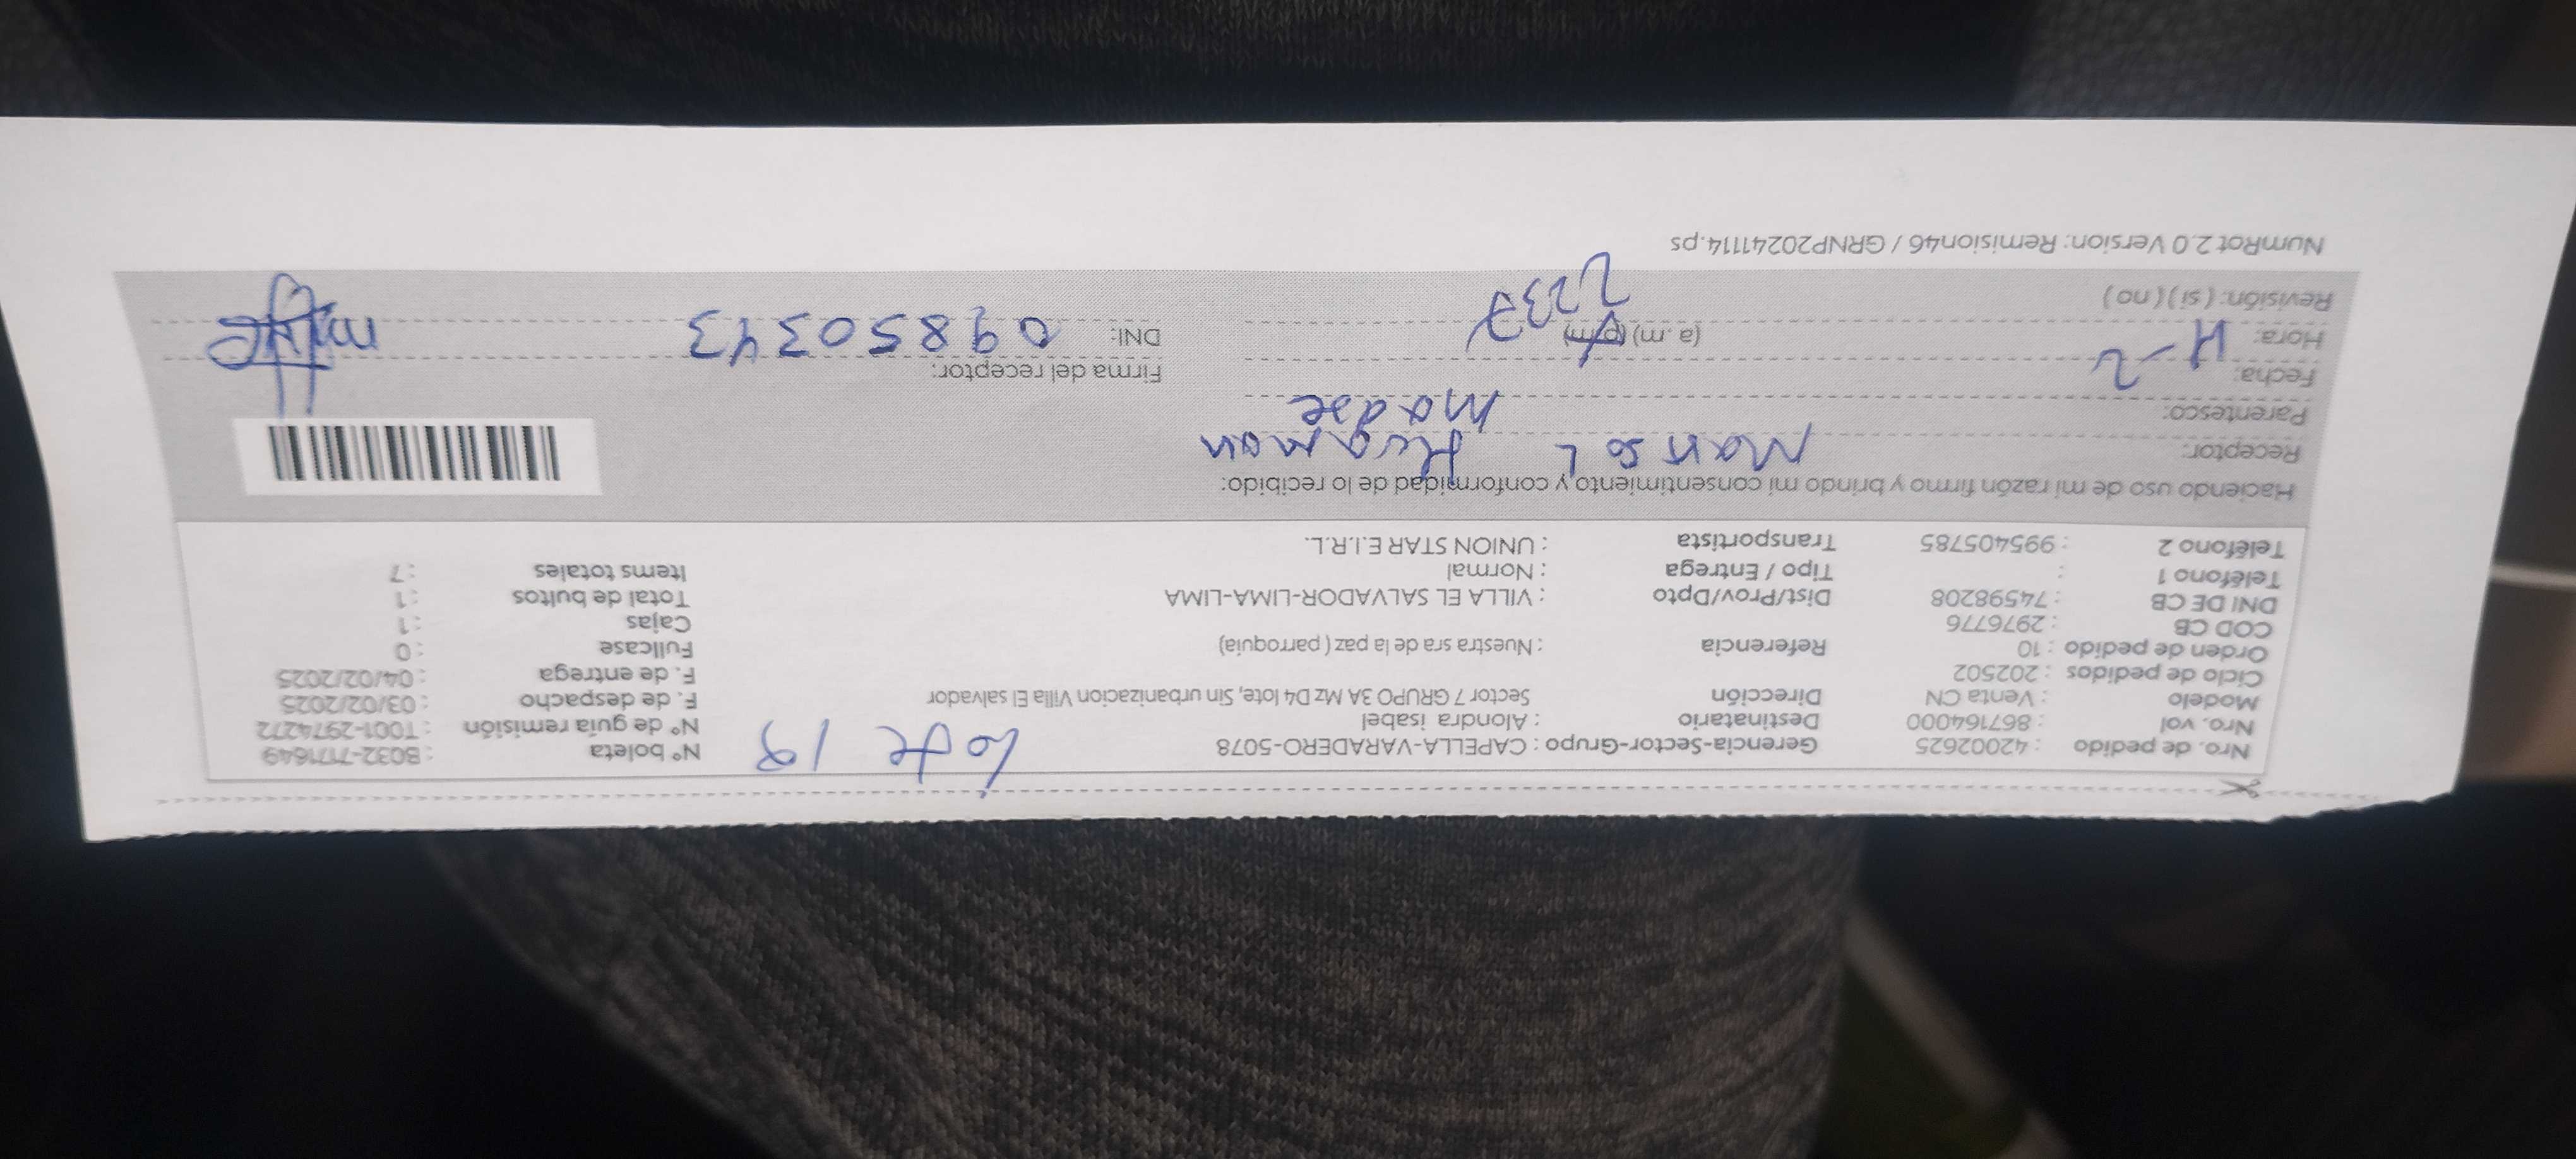 Nro. de pedido : 42002625 Gerencia-Sector-Grupo : CAPELLA-VARADERO-5078 lote 18 N° boleta : B032-7171649
Nro. vol : 867164000 Destinatario : Alondra isabel N° de guía remisión : T001-2974272
Modelo : Venta CN Dirección Sector 7 GRUPO 3A Mz D4 lote, Sin urbanizacion Villa El salvador F. de despacho : 03/02/2025
Ciclo de pedidos : 202502 F. de entrega : 04/02/2025
Orden de pedido : 10 Referencia : Nuestra sra de la paz ( parroquia) Fullcase : 0
COD CB : 2976776 Cajas : 1
DNI DE CB : 74598208 Dist/Prov/Dpto : VILLA EL SALVADOR-LIMA-LIMA Total de bultos : 1
Teléfono 1 : Tipo / Entrega : Normal Items totales : 7
Teléfono 2 : 995405785 Transportista : UNION STAR E.I.R.L.
Haciendo uso de mi razón firmo y brindo mi consentimiento y conformidad de lo recibido:
Receptor: Marisol Huaman
Parentesco: Madre
Fecha: 4-2 Firma del receptor:
Hora: (a .m) (p.m) 2237 DNI: 09850343
Revisión: ( si ) ( no )
NumRot 2.0 Version: Remision46 / GRNP20241114.ps